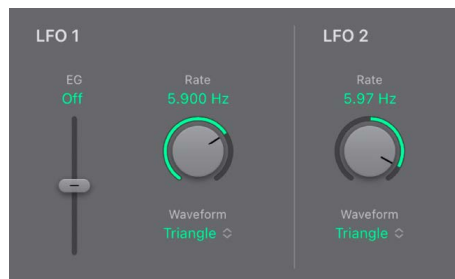 LFO 1
LFO 2
EG
Off
Rate
5.900 Hz
Rate
5.97 Hz
Waveform
Triangle
Waveform
Triangle